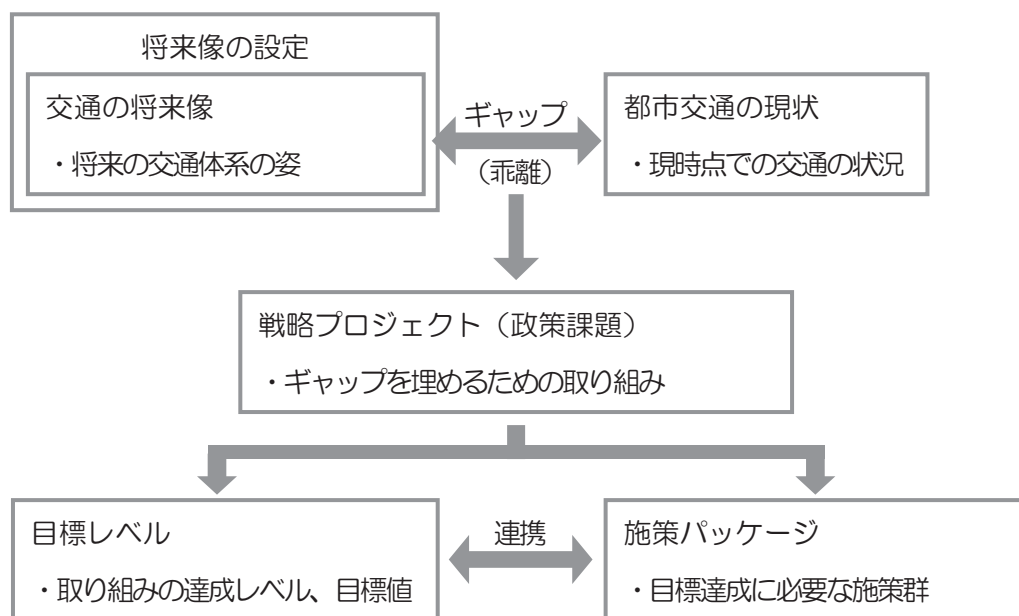 将来像の設定
交通の将来像
・将来の交通体系の姿
ギャップ
（乖離）
都市交通の現状
・現時点での交通の状況
戦略プロジェクト（政策課題）
・ギャップを埋めるための取り組み
目標レベル
・取り組みの達成レベル、目標値
連携
施策パッケージ
・目標達成に必要な施策群